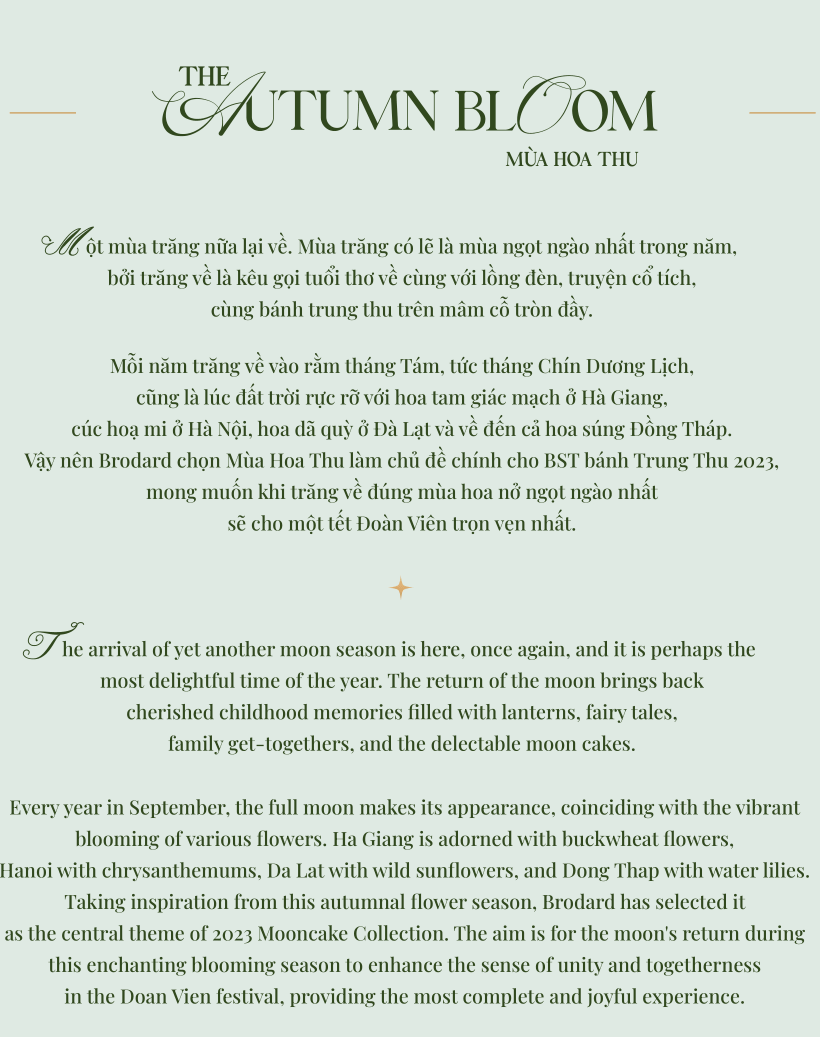 THE
AUTUMN BLOOM
MÙA HOA THU
Một mùa trăng nữa lại về. Mùa trăng có lẽ là mùa ngọt ngào nhất trong năm,
bởi trăng về là kêu gọi tuổi thơ về cùng với lồng đèn, truyện cổ tích,
cùng bánh trung thu trên mâm cỗ tròn đầy.
Mỗi năm trăng về vào rằm tháng Tám, tức tháng Chín Dương Lịch,
cũng là lúc đất trời rực rỡ với hoa tam giác mạch ở Hà Giang,
cúc hoạ mi ở Hà Nội, hoa dã quỳ ở Đà Lạt và về đến cả hoa súng Đồng Tháp.
Vậy nên Brodard chọn Mùa Hoa Thu làm chủ đề chính cho BST bánh Trung Thu 2023,
mong muốn khi trăng về đúng mùa hoa nở ngọt ngào nhất
sẽ cho một tết Đoàn Viên trọn vẹn nhất.
The arrival of yet another moon season is here, once again, and it is perhaps the
most delightful time of the year. The return of the moon brings back
cherished childhood memories filled with lanterns, fairy tales,
family get-togethers, and the delectable moon cakes.
Every year in September, the full moon makes its appearance, coinciding with the vibrant
blooming of various flowers. Ha Giang is adorned with buckwheat flowers,
Hanoi with chrysanthemums, Da Lat with wild sunflowers, and Dong Thap with water lilies.
Taking inspiration from this autumnal flower season, Brodard has selected it
as the central theme of 2023 Mooncake Collection. The aim is for the moon's return during
this enchanting blooming season to enhance the sense of unity and togetherness
in the Doan Vien festival, providing the most complete and joyful experience.